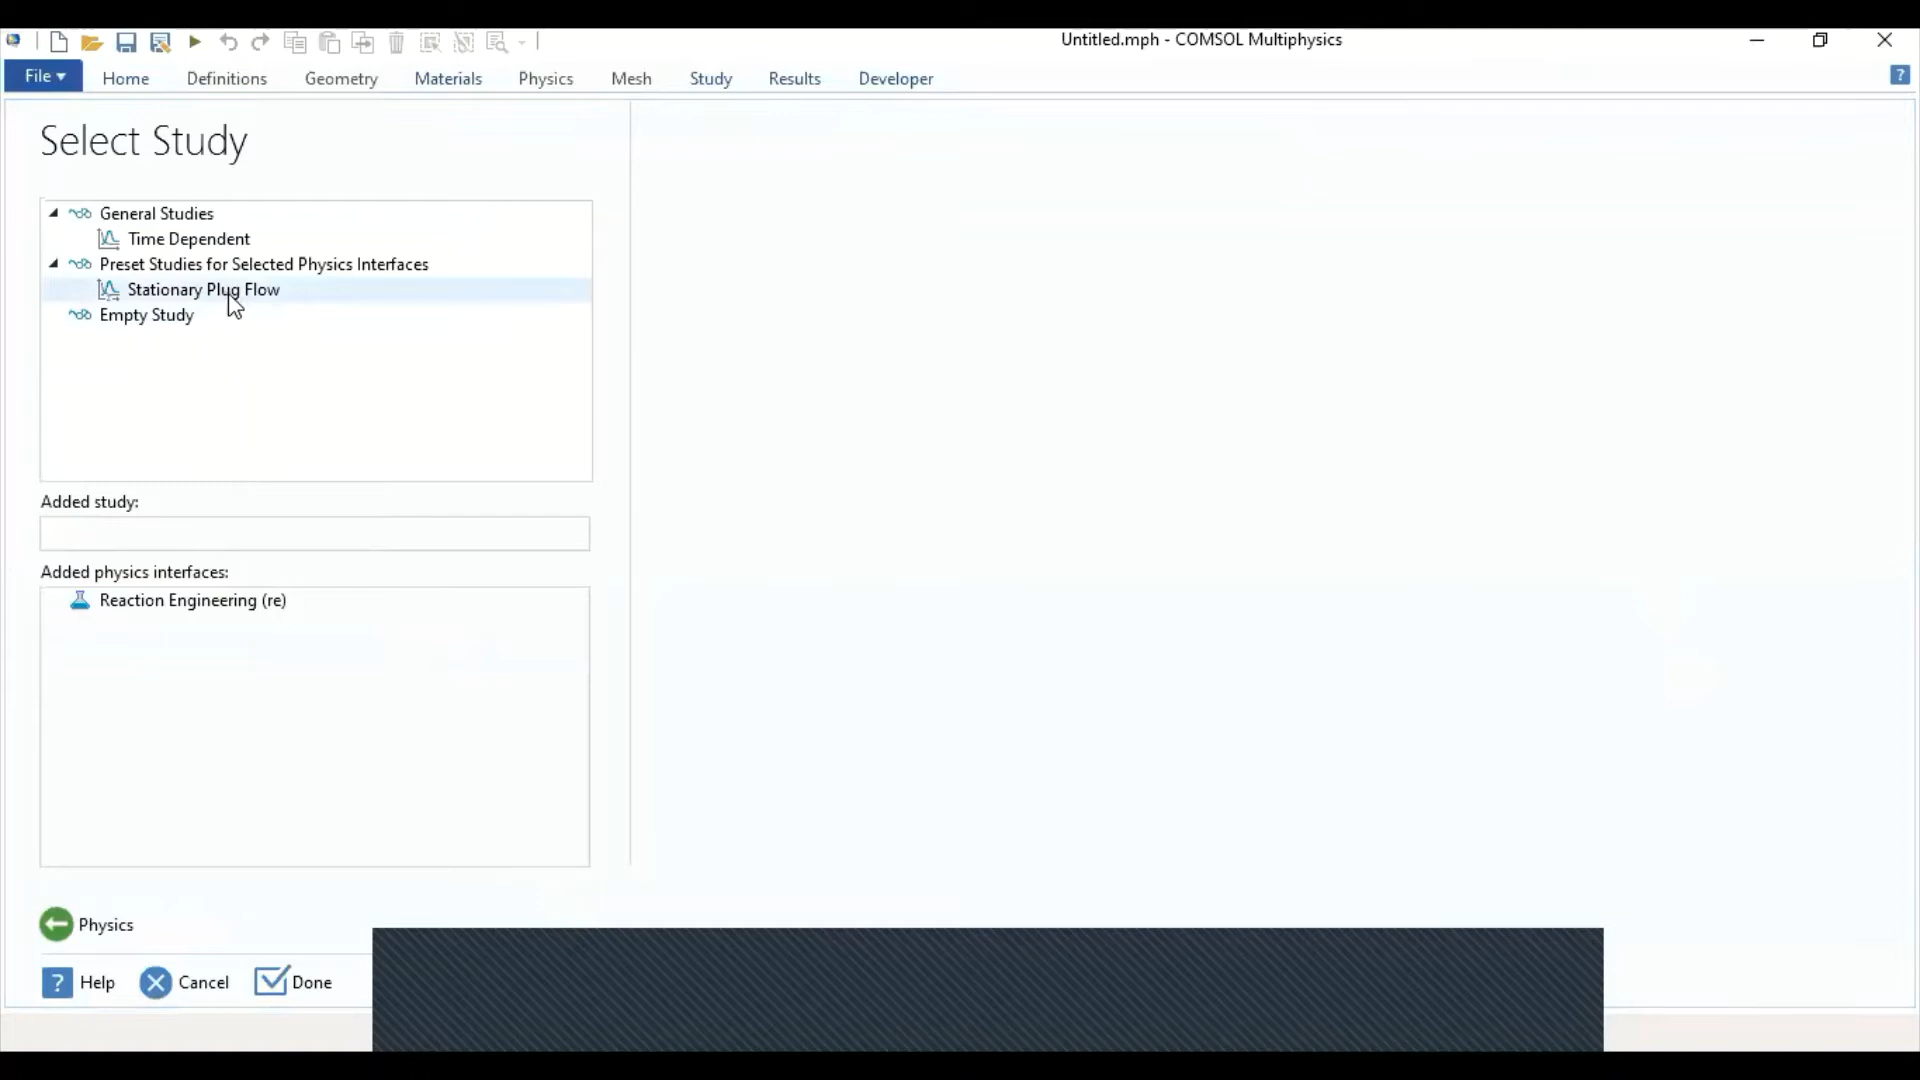 Untitled.mph - COMSOL Multiphysics
File Home Definitions Geometry Materials Physics Mesh Study Results Developer ?
Select Study
General Studies
Time Dependent
Preset Studies for Selected Physics Interfaces
Stationary Plug Flow
Empty Study
Added study:
Added physics interfaces:
Reaction Engineering (re)
Physics
? Help Cancel Done